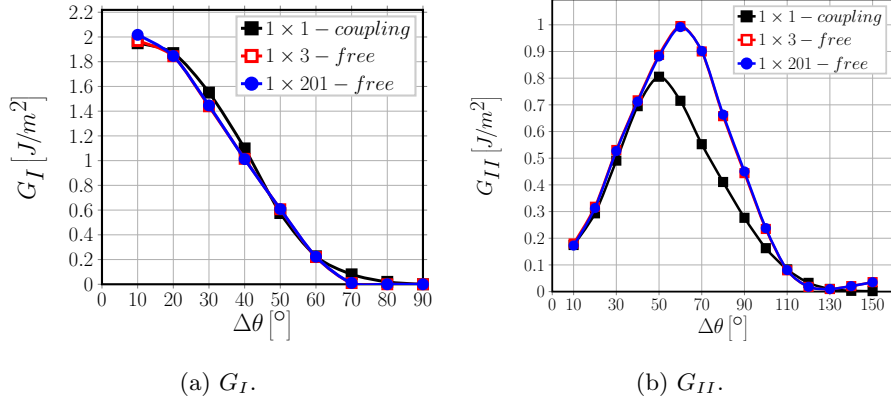 2.2
2
1.8
1.6
1.4
1.2
1
0.8
0.6
0.4
0.2
0
G_I [J/m²]
1 × 1 − coupling
1 × 3 − free
1 × 201 − free
0 10 20 30 40 50 60 70 80 90
Δθ [°]
(a) G_I.
1
0.9
0.8
0.7
0.6
0.5
0.4
0.3
0.2
0.1
0
G_II [J/m²]
1 × 1 − coupling
1 × 3 − free
1 × 201 − free
0 10 30 50 70 90 110 130 150
Δθ [°]
(b) G_II.